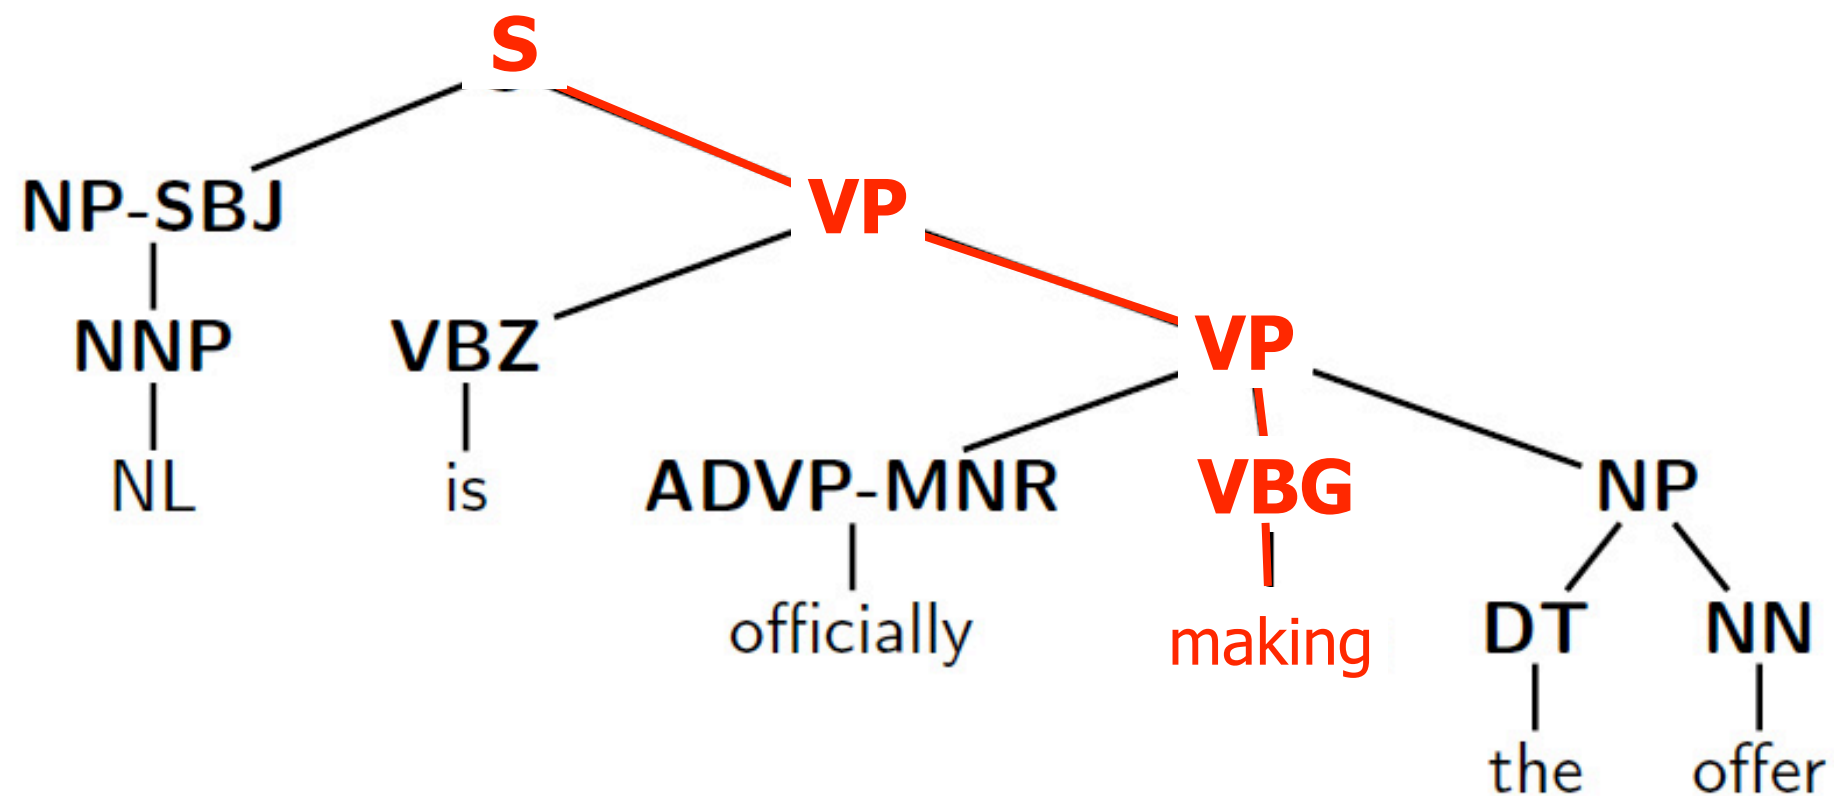 S
NP-SBJ VP
NNP VBZ VP
NL is ADVP-MNR VBG NP
officially making DT NN
the offer